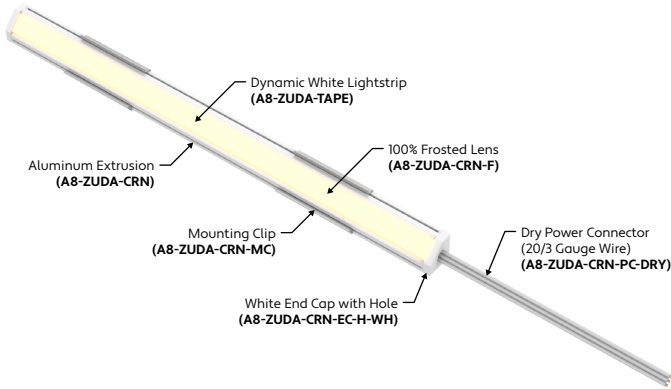 Dynamic White Lightstrip
(A8-ZUDA-TAPE)
100% Frosted Lens
(A8-ZUDA-CRN-F)
Aluminum Extrusion
(A8-ZUDA-CRN)
Mounting Clip
(A8-ZUDA-CRN-MC)
Dry Power Connector
(20/3 Gauge Wire)
(A8-ZUDA-CRN-PC-DRY)
White End Cap with Hole
(A8-ZUDA-CRN-EC-H-WH)